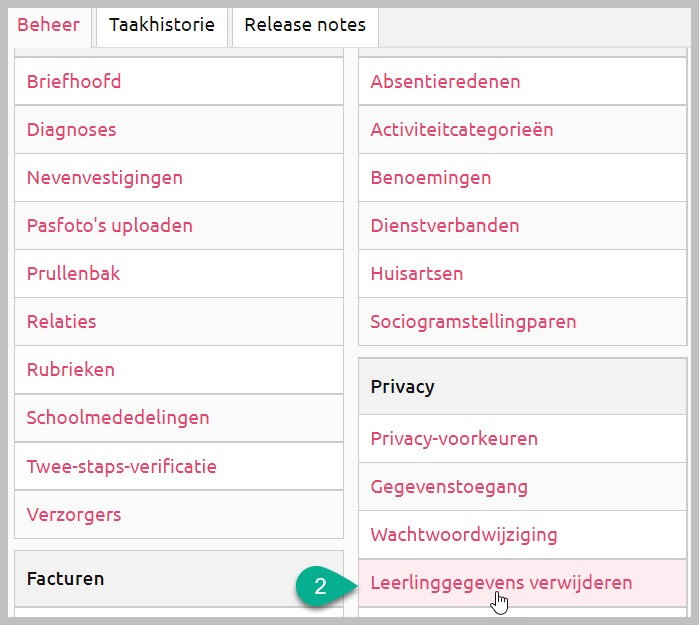 Beheer
Taakhistorie
Release notes
Briefhoofd
Diagnoses
Nevenvestigingen
Pasfoto's uploaden
Prullenbak
Relaties
Rubrieken
Schoolmededelingen
Twee-staps-verificatie
Verzorgers
Facturen
Absentieredenen
Activiteitcategorieën
Benoemingen
Dienstverbanden
Huisartsen
Sociogramstellingparen
Privacy
Privacy-voorkeuren
Gegevenstoegang
Wachtwoordwijziging
2
Leerlinggegevens verwijderen